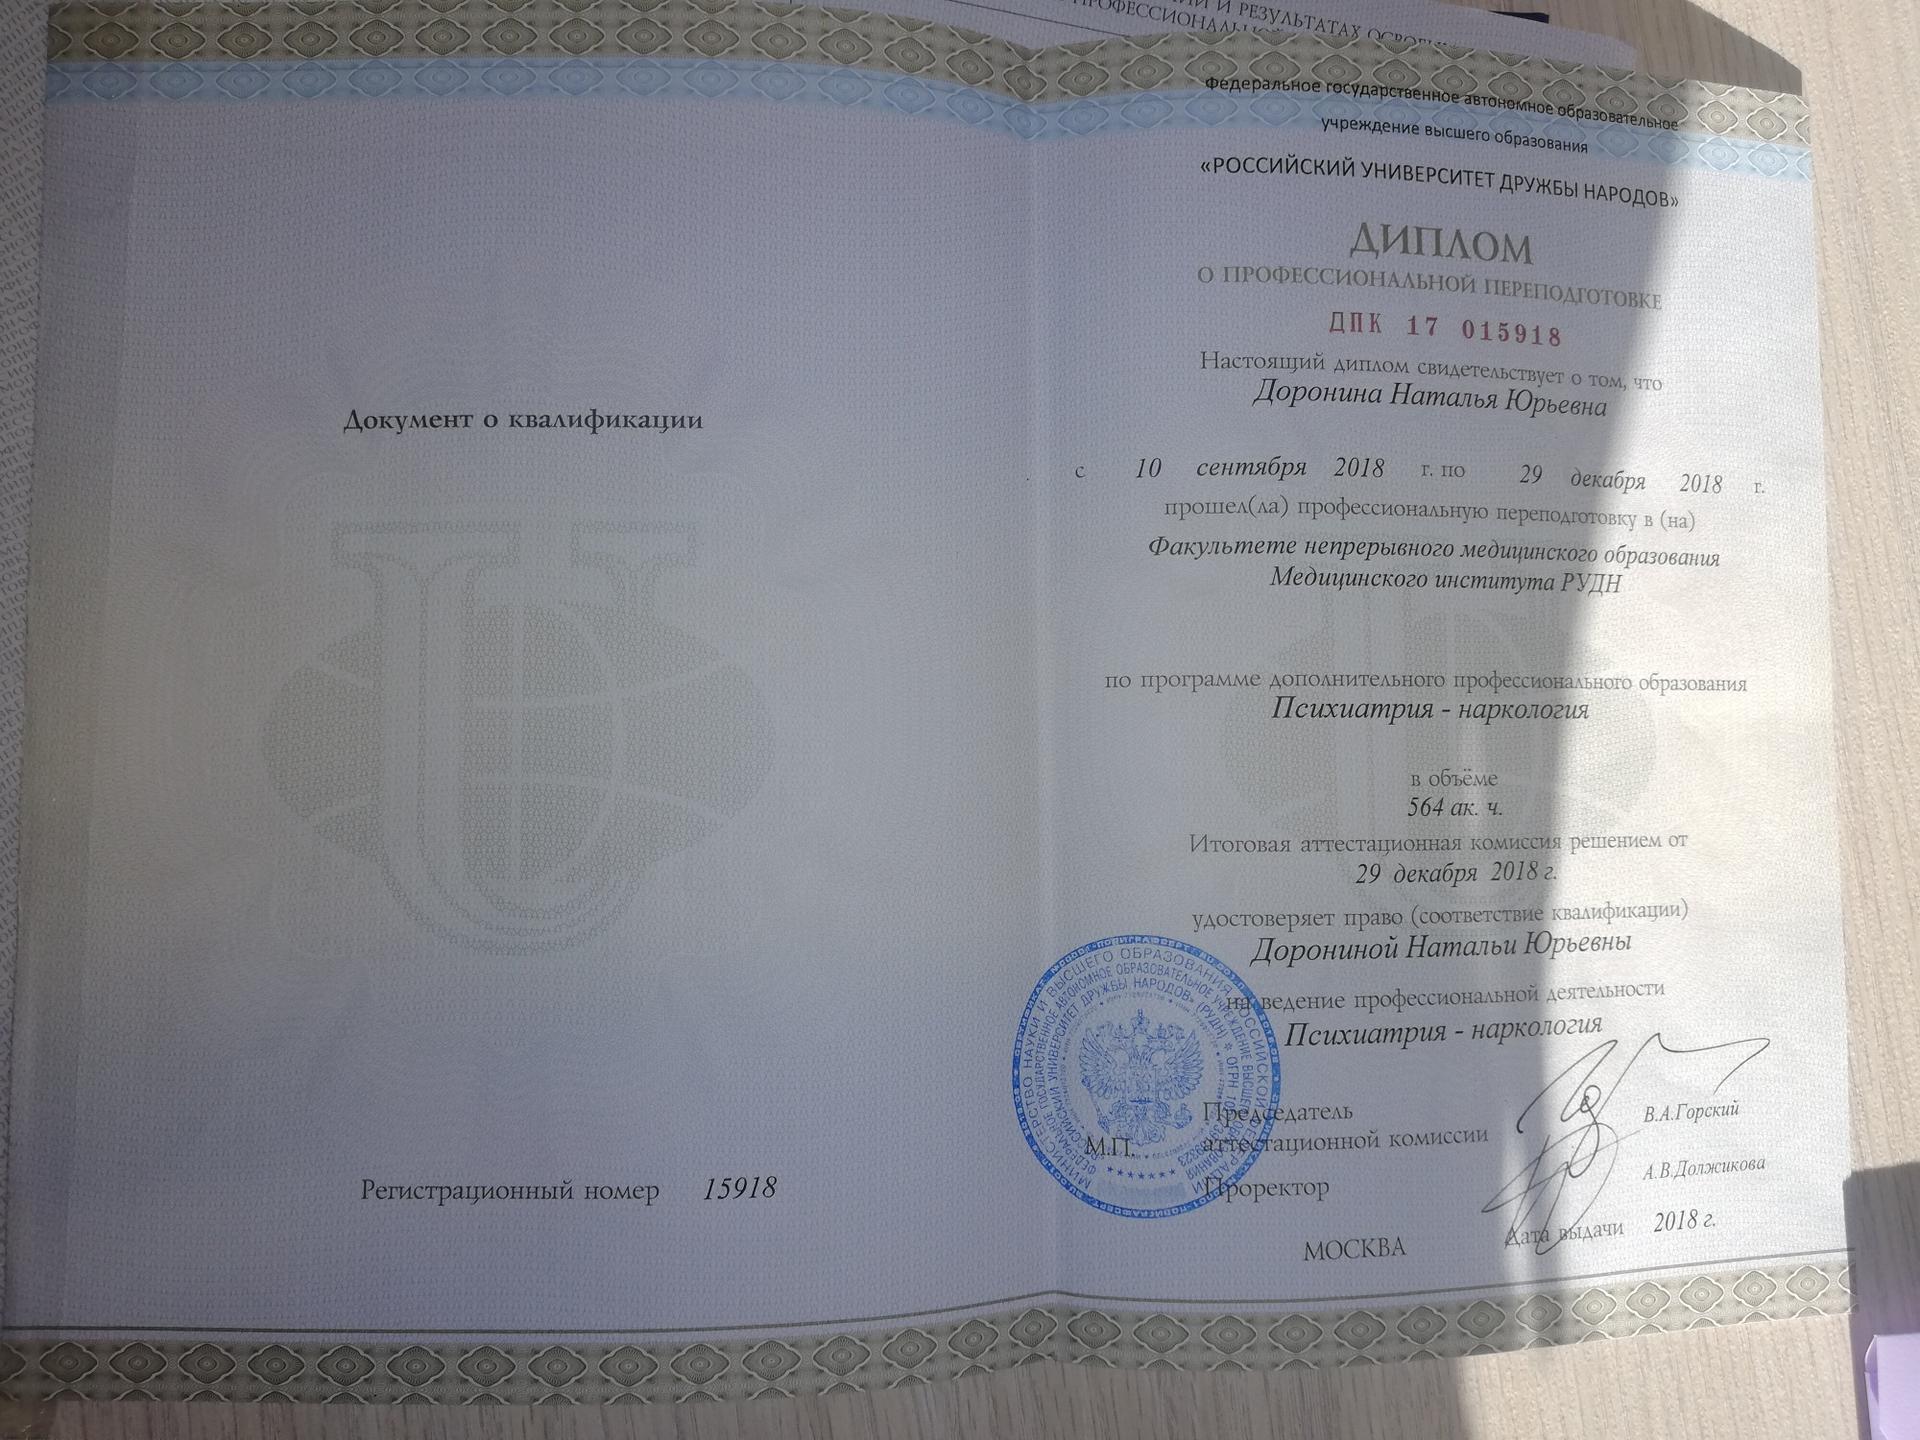 ИИ И РЕЗУЛЬТАТАХ
Документ о квалификации
Регистрационный номер 15918
Федеральное государственное автономное образовательное
учреждение высшего образования
«РОССИЙСКИЙ УНИВЕРСИТЕТ ДРУЖБЫ НАРОДОВ»
ДИПЛОМ
О ПРОФЕССИОНАЛЬНОЙ ПЕРЕПОДГОТОВКЕ
ДПК 17 015918
Настоящий диплом свидетельствует о том, что
Доронина Наталья Юрьевна
с 10 сентября 2018 г. по 29 декабря 2018 г.
прошел(ла) профессиональную переподготовку в (на)
Факультете непрерывного медицинского образования
Медицинского института РУДН
по программе дополнительного профессионального образования
Психиатрия - наркология
в объёме
564 ак. ч.
Итоговая аттестационная комиссия решением от
29 декабря 2018 г.
удостоверяет право (соответствие квалификации)
Дорониной Натальи Юрьевны
на ведение профессиональной деятельности
Психиатрия - наркология
Председатель
аттестационной комиссии
В.А.Горский
М.П.
Проректор
А.В.Должикова
Дата выдачи 2018 г.
МОСКВА